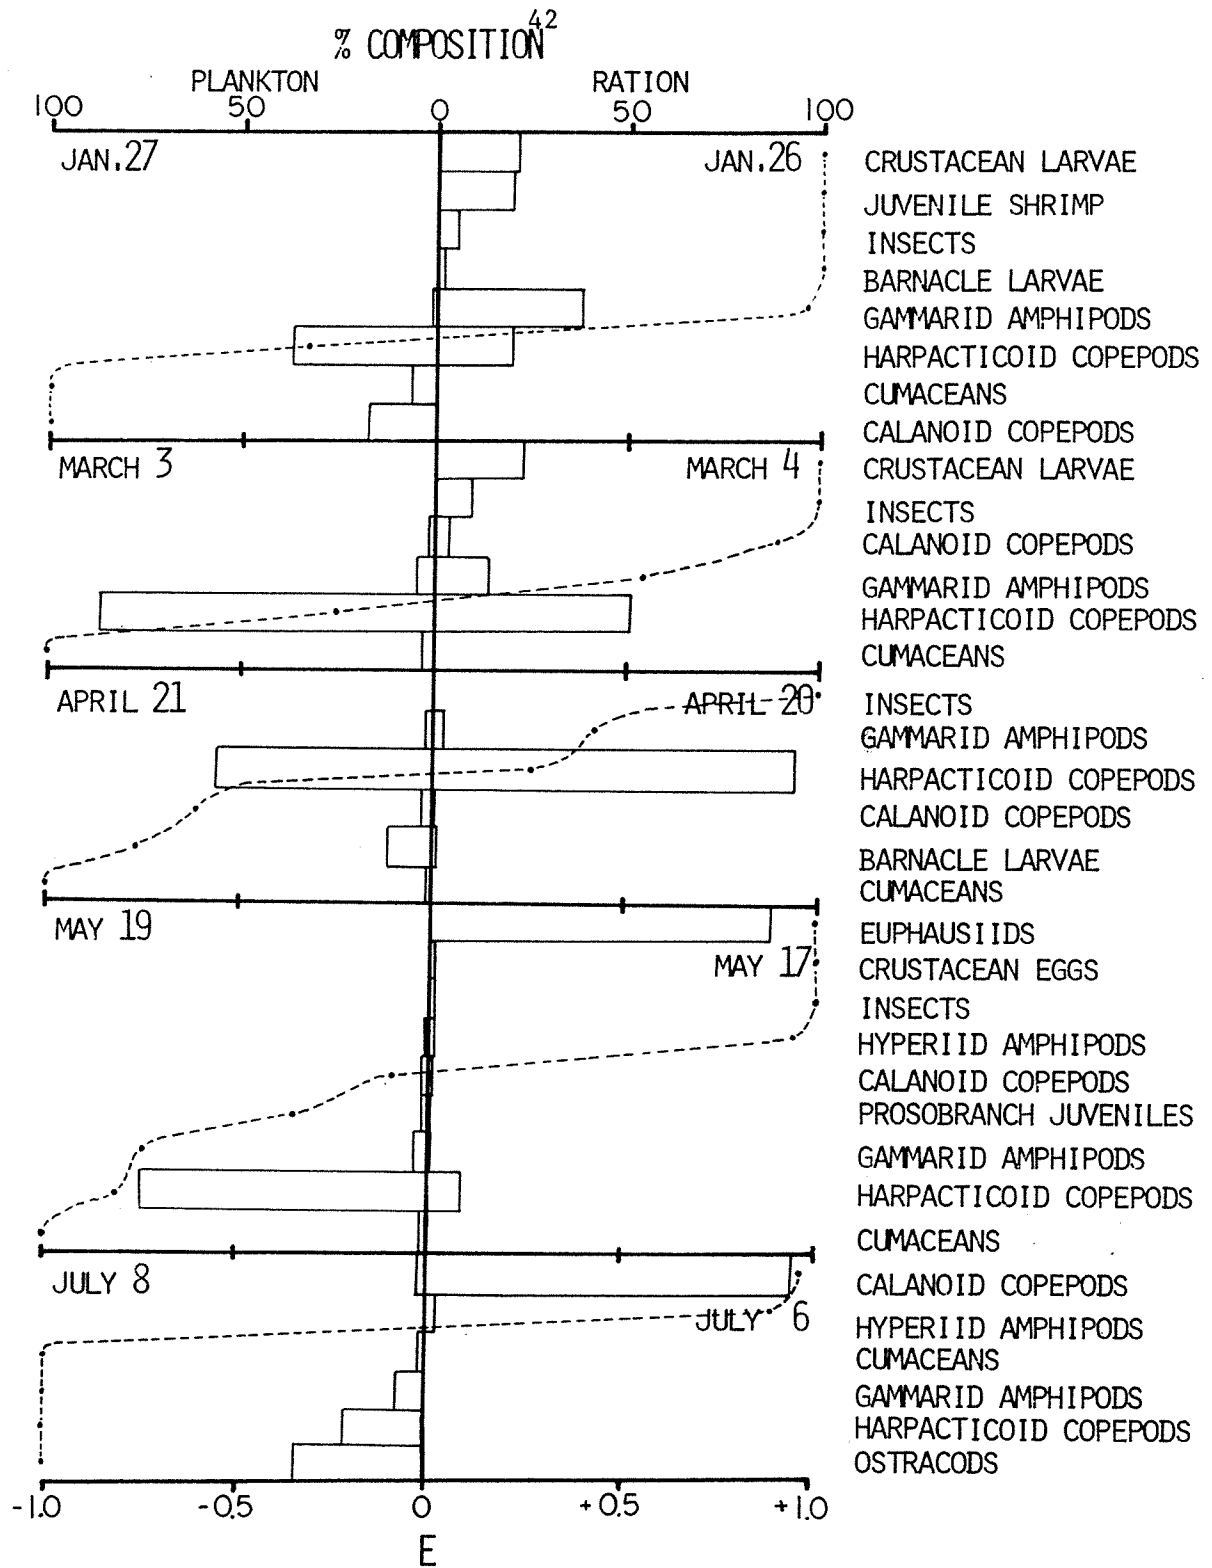 42
% COMPOSITION
PLANKTON RATION
100 50 0 50 100
JAN.27 JAN.26 CRUSTACEAN LARVAE
JUVENILE SHRIMP
INSECTS
BARNACLE LARVAE
GAMMARID AMPHIPODS
HARPACTICOID COPEPODS
CUMACEANS
CALANOID COPEPODS
MARCH 3 MARCH 4 CRUSTACEAN LARVAE
INSECTS
CALANOID COPEPODS
GAMMARID AMPHIPODS
HARPACTICOID COPEPODS
CUMACEANS
APRIL 21 APRIL 20 INSECTS
GAMMARID AMPHIPODS
HARPACTICOID COPEPODS
CALANOID COPEPODS
BARNACLE LARVAE
CUMACEANS
MAY 19 EUPHAUSIIDS
MAY 17 CRUSTACEAN EGGS
INSECTS
HYPERIID AMPHIPODS
CALANOID COPEPODS
PROSOBRANCH JUVENILES
GAMMARID AMPHIPODS
HARPACTICOID COPEPODS
CUMACEANS
JULY 8 CALANOID COPEPODS
JULY 6 HYPERIID AMPHIPODS
CUMACEANS
GAMMARID AMPHIPODS
HARPACTICOID COPEPODS
OSTRACODS
-1.0 -0.5 0 +0.5 +1.0
E